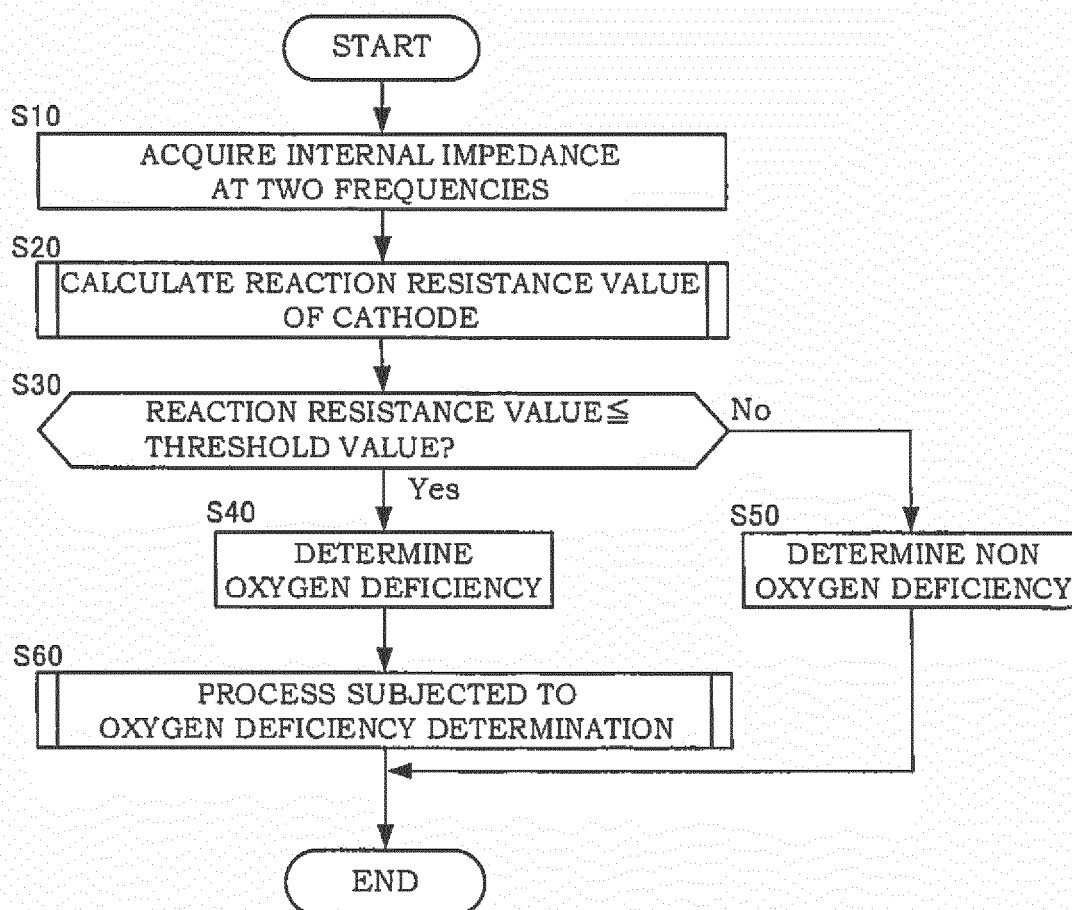 START
S10
ACQUIRE INTERNAL IMPEDANCE
AT TWO FREQUENCIES
S20
CALCULATE REACTION RESISTANCE VALUE
OF CATHODE
S30
REACTION RESISTANCE VALUE≦
THRESHOLD VALUE?
No
Yes
S40
DETERMINE
OXYGEN DEFICIENCY
S50
DETERMINE NON
OXYGEN DEFICIENCY
S60
PROCESS SUBJECTED TO
OXYGEN DEFICIENCY DETERMINATION
END